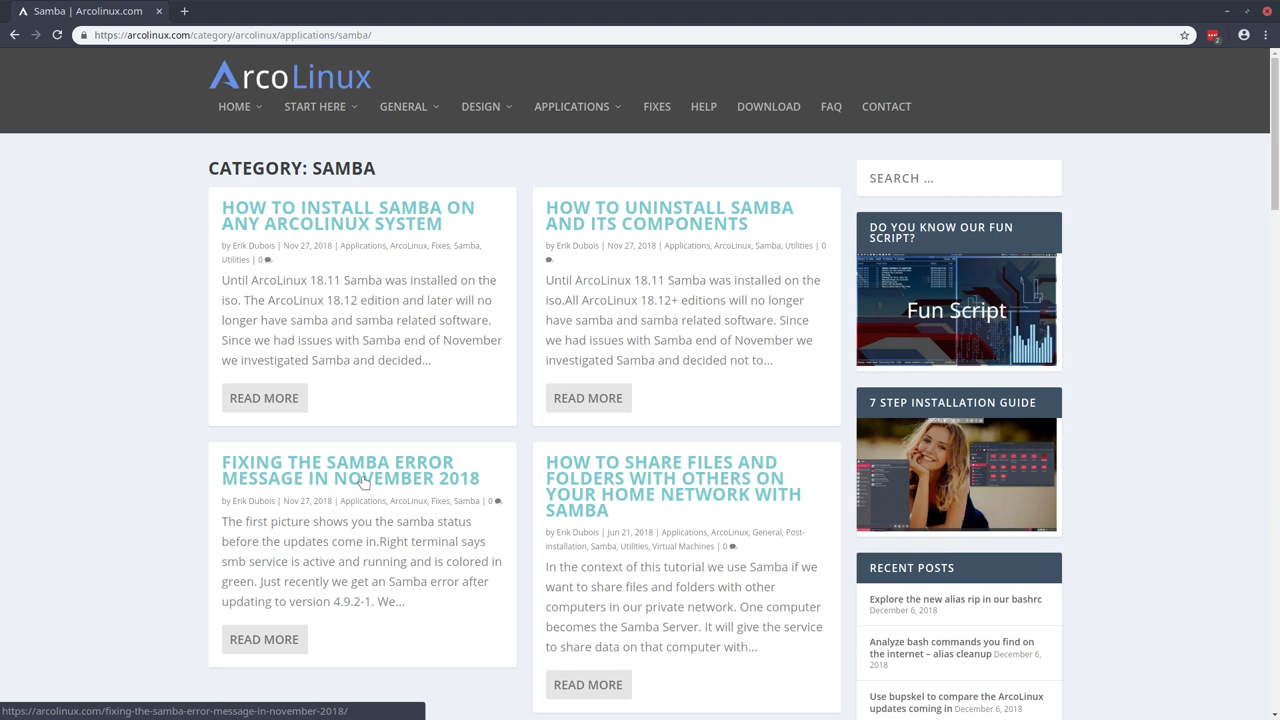 Samba | Arcolinux.com
https://arcolinux.com/category/arcolinux/applications/samba/
2
ArcoLinux
HOME
START HERE
GENERAL
DESIGN
APPLICATIONS
FIXES
HELP
DOWNLOAD
FAQ
CONTACT
CATEGORY: SAMBA
HOW TO INSTALL SAMBA ON
ANY ARCOLINUX SYSTEM
by Erik Dubois | Nov 27, 2018 | Applications, ArcoLinux, Fixes, Samba,
Utilities | 0
Until ArcoLinux 18.11 Samba was installed on the
iso. The ArcoLinux 18.12 edition and later will no
longer have samba and samba related software.
Since we had issues with Samba end of November
we investigated Samba and decided...
READ MORE
HOW TO UNINSTALL SAMBA
AND ITS COMPONENTS
by Erik Dubois | Nov 27, 2018 | Applications, ArcoLinux, Samba, Utilities | 0
Until ArcoLinux 18.11 Samba was installed on the
iso.All ArcoLinux 18.12+ editions will no longer
have samba and samba related software. Since
we had issues with Samba end of November we
investigated Samba and decided not to...
READ MORE
FIXING THE SAMBA ERROR
MESSAGE IN NOVEMBER 2018
by Erik Dubois | Nov 27, 2018 | Applications, ArcoLinux, Fixes, Samba | 0
The first picture shows you the samba status
before the updates come in.Right terminal says
smb service is active and running and is colored in
green. Just recently we get an Samba error after
updating to version 4.9.2-1. We...
READ MORE
HOW TO SHARE FILES AND
FOLDERS WITH OTHERS ON
YOUR HOME NETWORK WITH
SAMBA
by Erik Dubois | Jun 21, 2018 | Applications, ArcoLinux, General, Post-
installation, Samba, Utilities, Virtual Machines | 0
In the context of this tutorial we use Samba if we
want to share files and folders with other
computers in our private network. One computer
becomes the Samba Server. It will give the service
to share data on that computer with...
READ MORE
SEARCH ...
DO YOU KNOW OUR FUN
SCRIPT?
Fun Script
7 STEP INSTALLATION GUIDE
RECENT POSTS
Explore the new alias rip in our bashrc
December 6, 2018
Analyze bash commands you find on
the internet – alias cleanup December 6,
2018
Use bupskel to compare the ArcoLinux
updates coming in December 6, 2018
https://arcolinux.com/fixing-the-samba-error-message-in-november-2018/